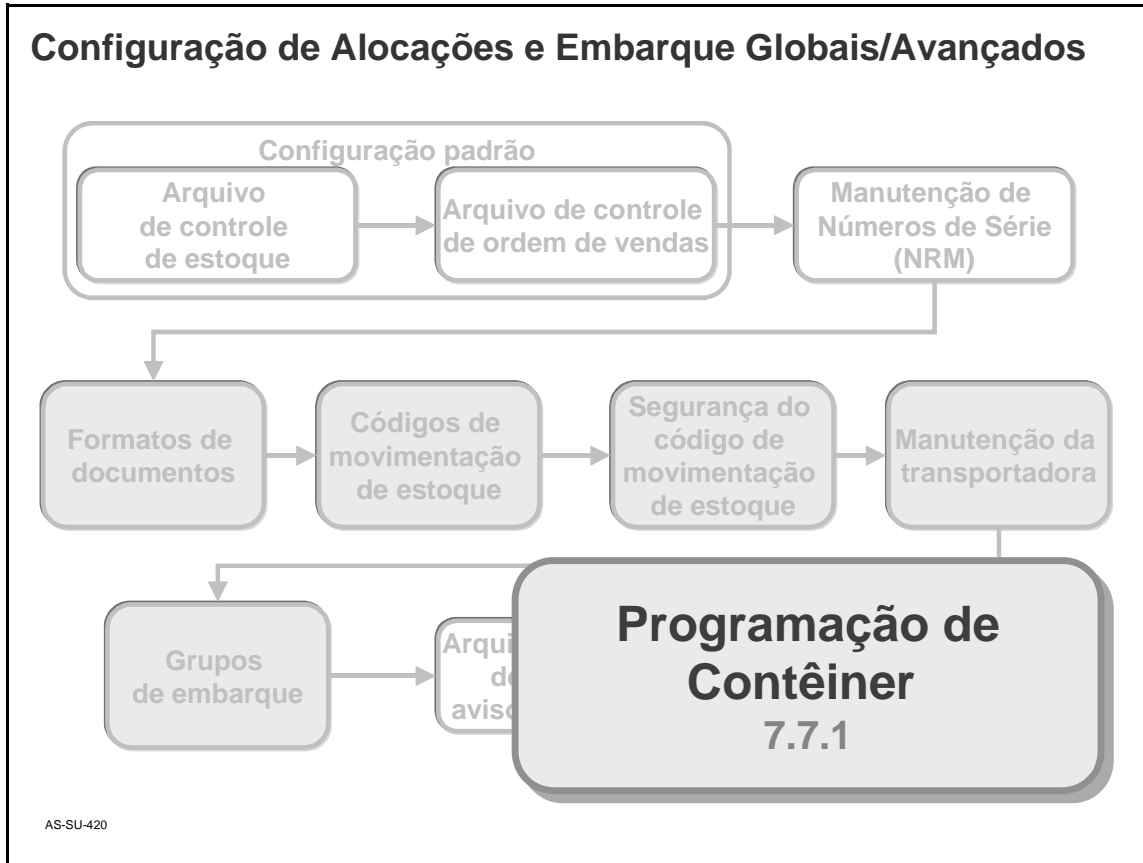 Configuração de Alocações e Embarque Globais/Avançados
Configuração padrão
Arquivo
de controle
de estoque
Arquivo de controle
de ordem de vendas
Manutenção de
Números de Série
(NRM)
Formatos de
documentos
Códigos de
movimentação
de estoque
Segurança do
código de
movimentação
de estoque
Manutenção da
transportadora
Grupos
de embarque
Programação de
Contêiner
7.7.1
AS-SU-420